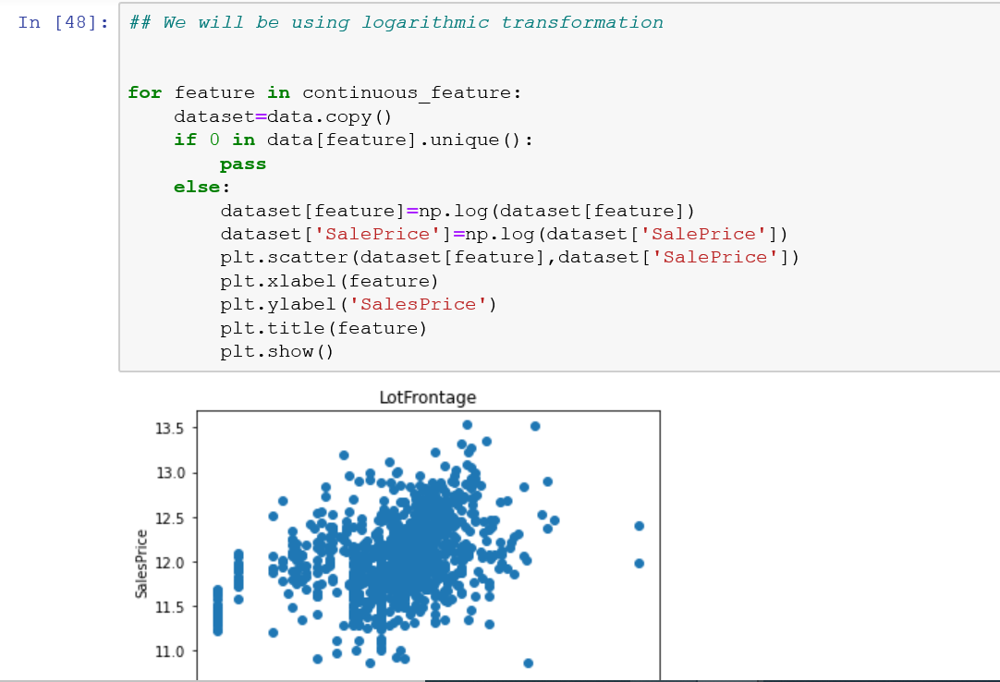 In [48]: ## We will be using logarithmic transformation
for feature in continuous_feature:
    dataset=data.copy()
    if 0 in data[feature].unique():
        pass
    else:
        dataset[feature]=np.log(dataset[feature])
        dataset['SalePrice']=np.log(dataset['SalePrice'])
        plt.scatter(dataset[feature],dataset['SalePrice'])
        plt.xlabel(feature)
        plt.ylabel('SalesPrice')
        plt.title(feature)
        plt.show()
LotFrontage
13.5
13.0
12.5
12.0
11.5
11.0
SalesPrice